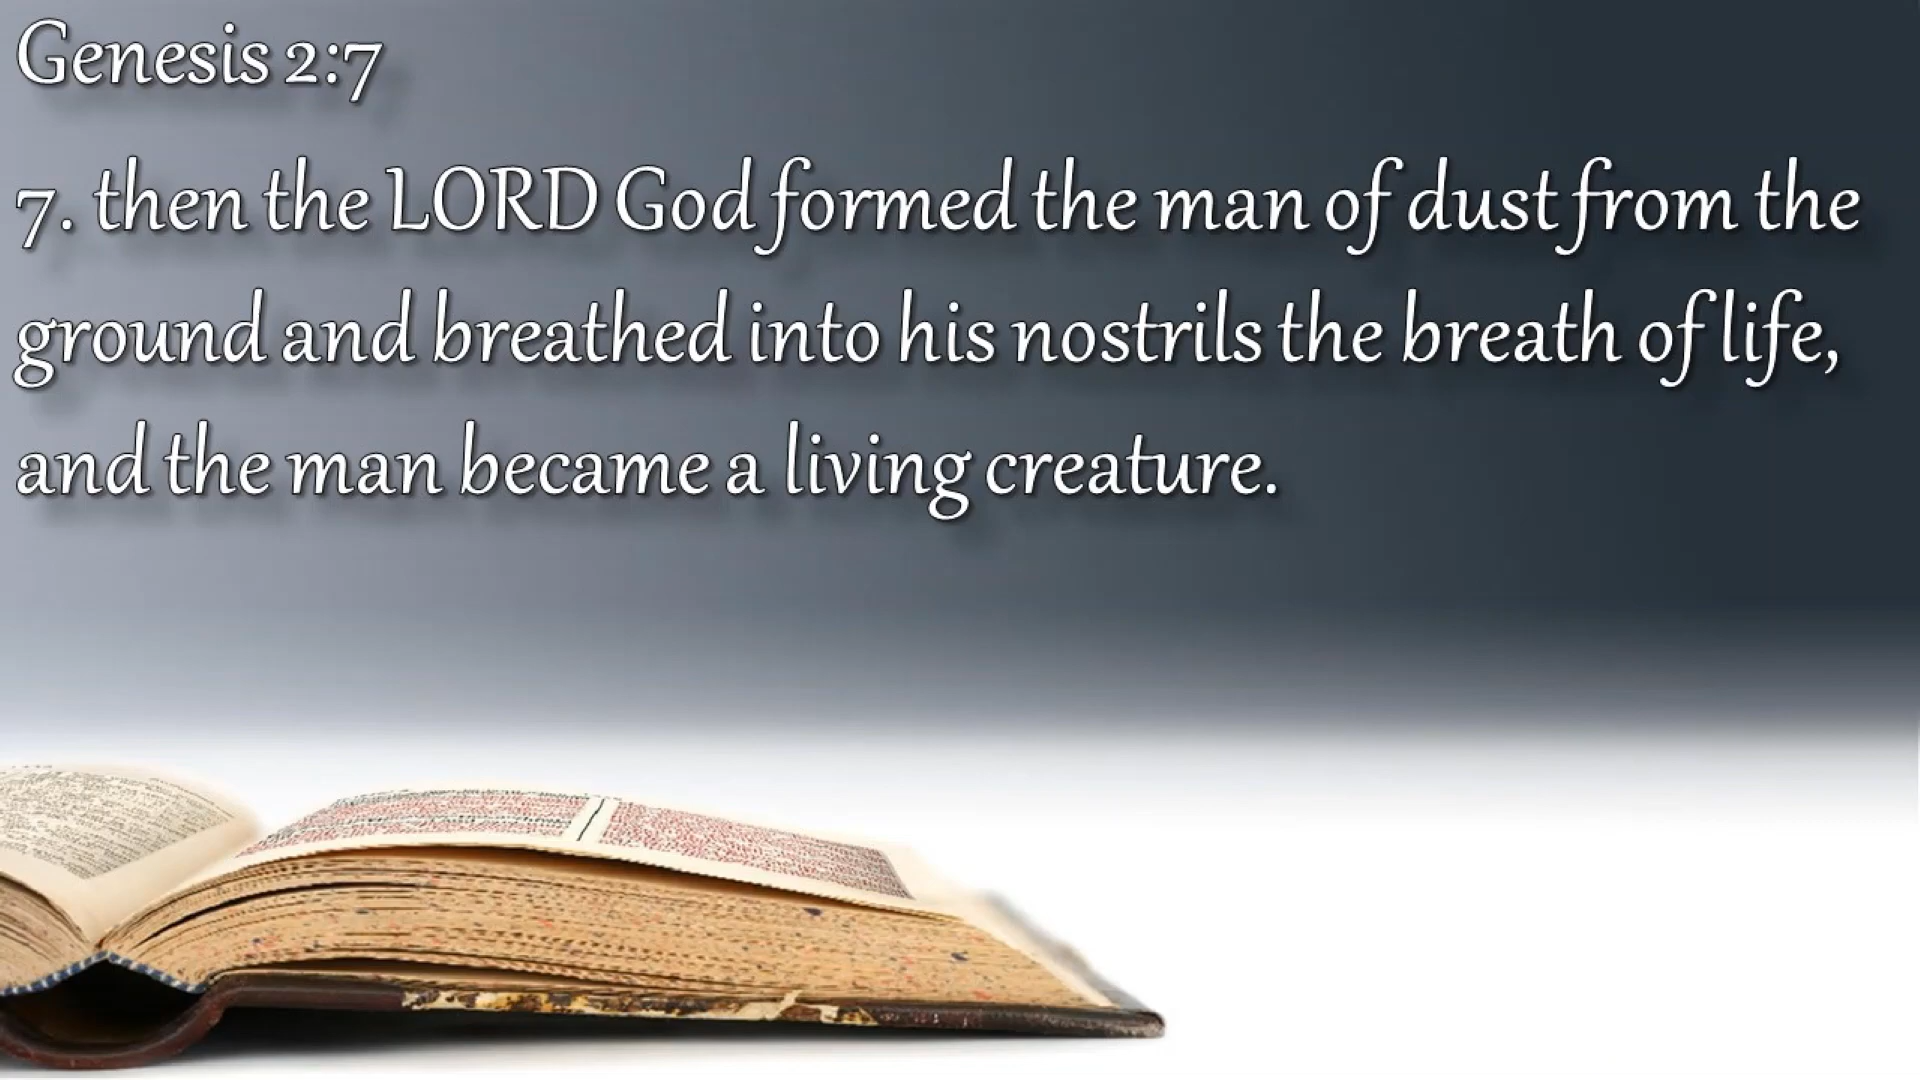 Genesis 2:7
7. then the LORD God formed the man of dust from the
ground and breathed into his nostrils the breath of life,
and the man became a living creature.